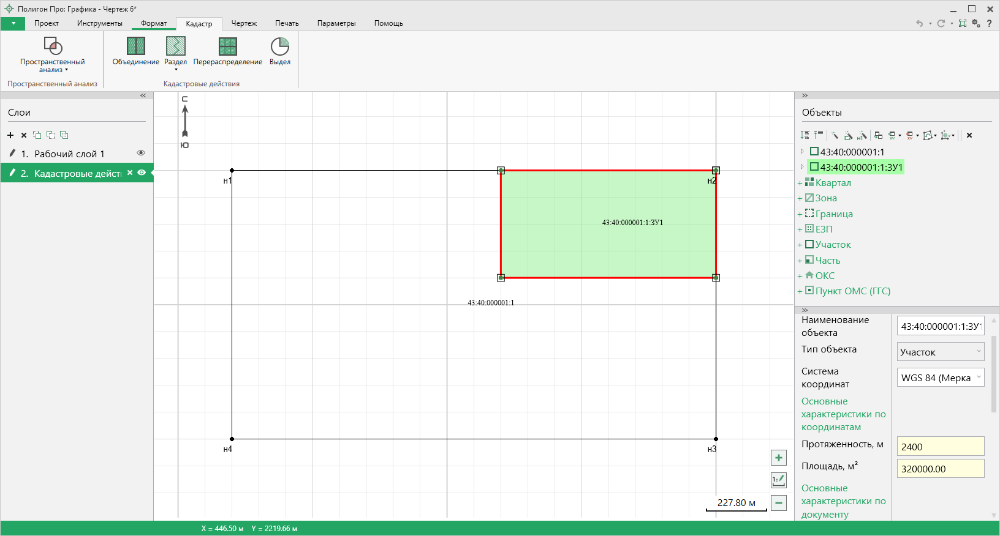 Полигон Про: Графика - Чертеж 6*
Проект Инструменты Формат Кадастр Чертеж Печать Параметры Помощь
Пространственный
анализ
Объединение Раздел Перераспределение Выдел
Пространственный анализ Кадастровые действия
Слои
1. Рабочий слой 1
2. Кадастровые дейст
С
Ю
н1
н2
43:40:000001:1:ЗУ1
43:40:000001:1
н4
н3
1:
227.80 м
Объекты
43:40:000001:1
43:40:000001:1:ЗУ1
+ Квартал
+ Зона
+ Граница
+ ЕЗП
+ Участок
+ Часть
+ ОКС
+ Пункт ОМС (ГГС)
Наименование
объекта
43:40:000001:1:ЗУ1
Тип объекта
Участок
Система
координат
WGS 84 (Мерка
Основные
характеристики по
координатам
Протяженность, м
2400
Площадь, м²
320000.00
Основные
характеристики по
документу
X = 446.50 м Y = 2219.66 м